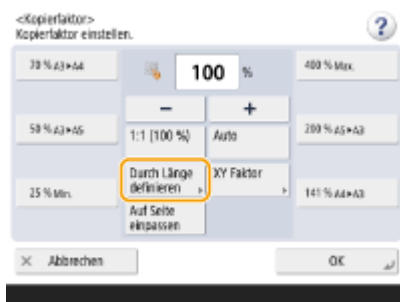 <Kopierfaktor>
Kopierfaktor einstellen.
?
70 % A3►A4
100 %
400 % Max.
− +
50 % A3►A5
1:1 (100 %)
Auto
200 % A5►A3
Durch Länge
definieren
XY Faktor
25 % Min.
141 % A4►A3
Auf Seite
einpassen
× Abbrechen
OK